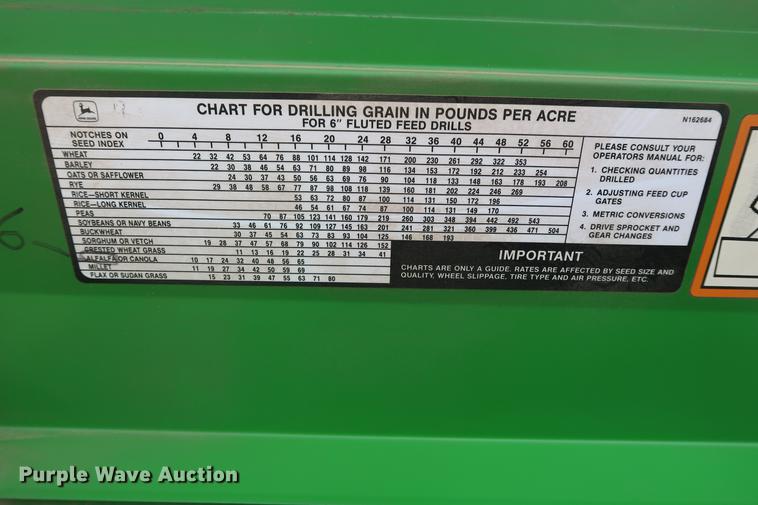 JOHN DEERE
CHART FOR DRILLING GRAIN IN POUNDS PER ACRE
FOR 6" FLUTED FEED DRILLS
N162684
NOTCHES ON
SEED INDEX 0 4 8 12 16 20 24 28 32 36 40 44 48 52 56 60
WHEAT 22 32 42 53 64 76 88 101 114 128 142 171 200 230 261 292 322 353
BARLEY 22 30 38 46 54 63 71 80 89 98 116 134 153 172 192 212 233 254
OATS OR SAFFLOWER 24 30 37 43 50 56 63 69 76 90 104 118 133 148 163 178 193 208
RYE 29 38 48 58 67 77 87 98 108 118 139 160 181 202 224 246 269
RICE-SHORT KERNEL 53 63 72 80 87 100 114 131 150 172 196
RICE-LONG KERNEL 46 54 61 67 74 87 100 114 131 149 170
PEAS 70 87 105 123 141 160 179 219 260 303 348 394 442 492 543
SOYBEANS OR NAVY BEANS 33 46 61 76 92 109 127 145 163 201 241 281 321 360 399 436 471 504
BUCKWHEAT 30 37 45 54 63 73 83 93 104 125 146 168 193
SORGHUM OR VETCH 19 28 37 47 57 68 79 90 102 114 126 152
CRESTED WHEAT GRASS 11 13 16 19 22 25 28 31 34 41
ALFALFA OR CANOLA 10 17 24 32 40 48 56 65
MILLET 11 19 27 34 42 50 59 69
FLAX OR SUDAN GRASS 15 23 31 39 47 55 63 71 80
PLEASE CONSULT YOUR
OPERATORS MANUAL FOR:
1. CHECKING QUANTITIES
DRILLED
2. ADJUSTING FEED CUP
GATES
3. METRIC CONVERSIONS
4. DRIVE SPROCKET AND
GEAR CHANGES
IMPORTANT
CHARTS ARE ONLY A GUIDE. RATES ARE AFFECTED BY SEED SIZE AND
QUALITY, WHEEL SLIPPAGE, TIRE TYPE AND AIR PRESSURE, ETC.
Purple Wave Auction